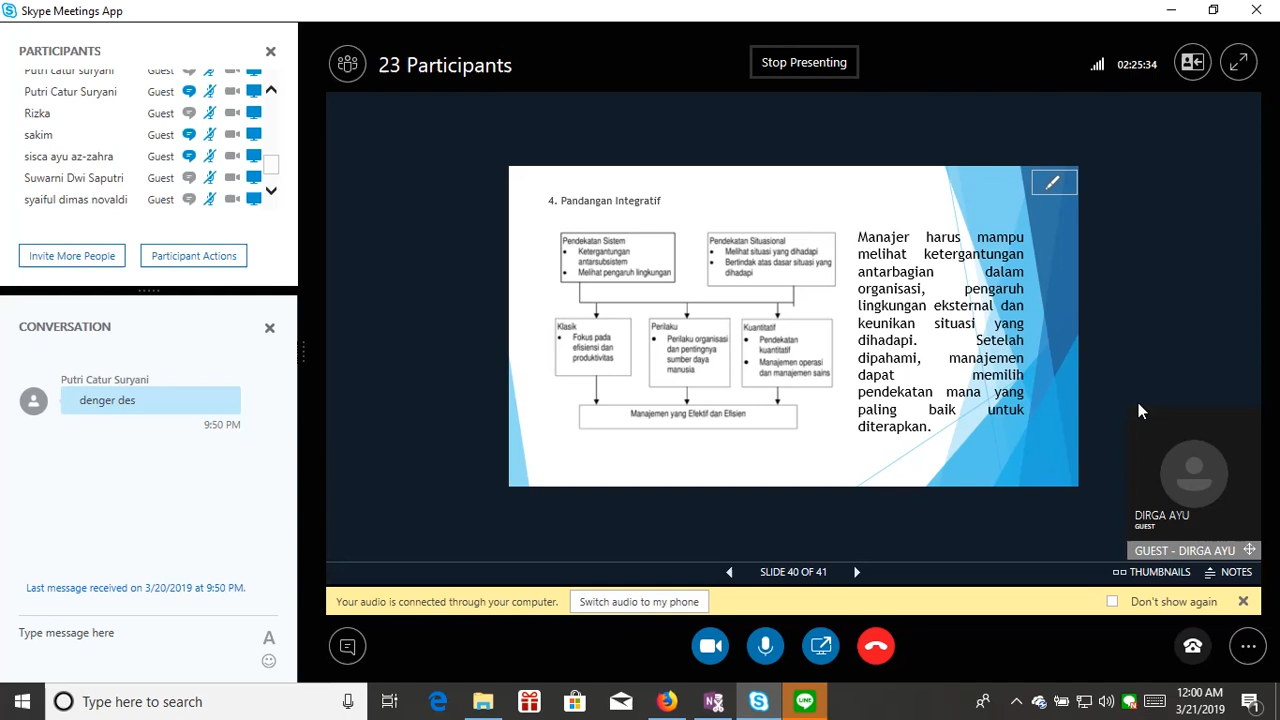 Skype Meetings App
PARTICIPANTS
Putri catur suryani Guest
Putri Catur Suryani Guest
Rizka Guest
sakim Guest
sisca ayu az-zahra Guest
Suwarni Dwi Saputri Guest
syaiful dimas novaldi Guest
Invite More People
Participant Actions
CONVERSATION
Putri Catur Suryani
denger des
9:50 PM
Last message received on 3/20/2019 at 9:50 PM.
Type message here
A
23 Participants
Stop Presenting
02:25:34
4. Pandangan Integratif
Pendekatan Sistem
• Ketergantungan
antarsubsistem
• Melihat pengaruh lingkungan
Pendekatan Situasional
• Melihat situasi yang dihadapi
• Bertindak atas dasar situasi yang
dihadapi
Klasik
• Fokus pada
efisiensi dan
produktivitas
Perilaku
• Perilaku organisasi
dan pentingnya
sumber daya
manusia
Kuantitatif
• Pendekatan
kuantitatif
• Manajemen operasi
dan manajemen sains
Manajemen yang Efektif dan Efisien
Manajer harus mampu
melihat ketergantungan
antarbagian dalam
organisasi, pengaruh
lingkungan eksternal dan
keunikan situasi yang
dihadapi. Setelah
dipahami, manajemen
dapat memilih
pendekatan mana yang
paling baik untuk
diterapkan.
DIRGA AYU
GUEST
GUEST - DIRGA AYU
SLIDE 40 OF 41
THUMBNAILS
NOTES
Your audio is connected through your computer.
Switch audio to my phone
Don't show again
Type here to search
LINE
12:00 AM
3/21/2019
1